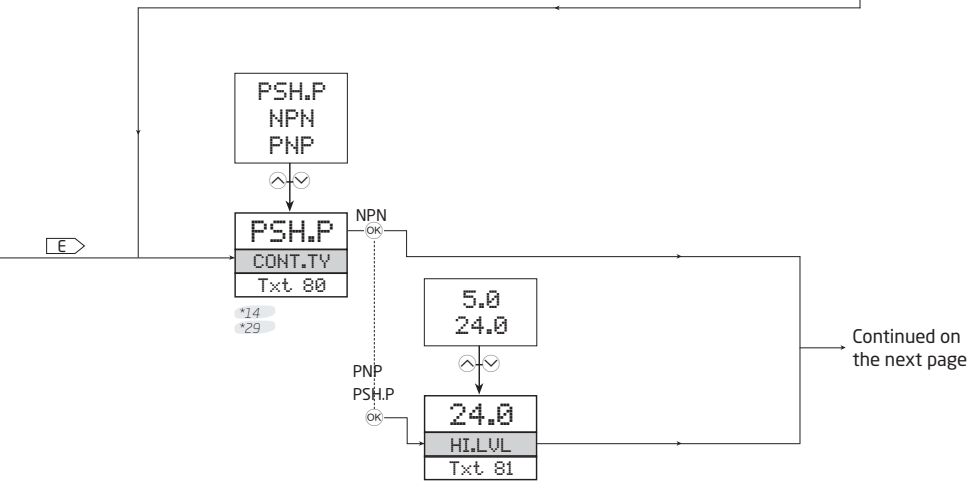 PSH.P
NPN
PNP
E
PSH.P
CONT.TY
Txt 80
*14
*29
NPN
OK
5.0
24.0
PNP
PSH.P
OK
24.0
HI.LVL
Txt 81
Continued on
the next page